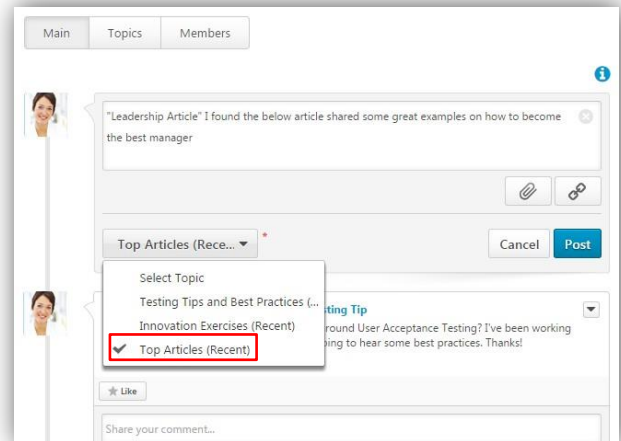 Main Topics Members
"Leadership Article" I found the below article shared some great examples on how to become
the best manager
Top Articles (Rece... *
Cancel Post
Select Topic
Testing Tips and Best Practices (...
Innovation Exercises (Recent)
Top Articles (Recent)
ting Tip
round User Acceptance Testing? I've been working
ing to hear some best practices. Thanks!
Like
Share your comment...